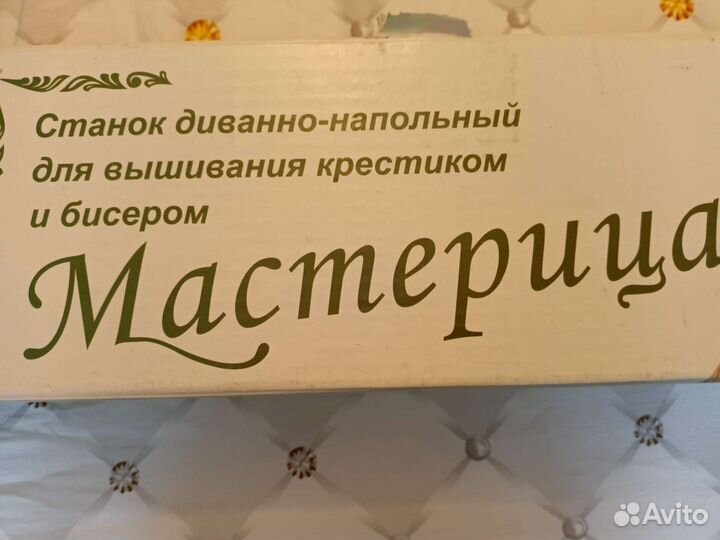 Станок диванно-напольный
для вышивания крестиком
и бисером
Мастерица
Avito